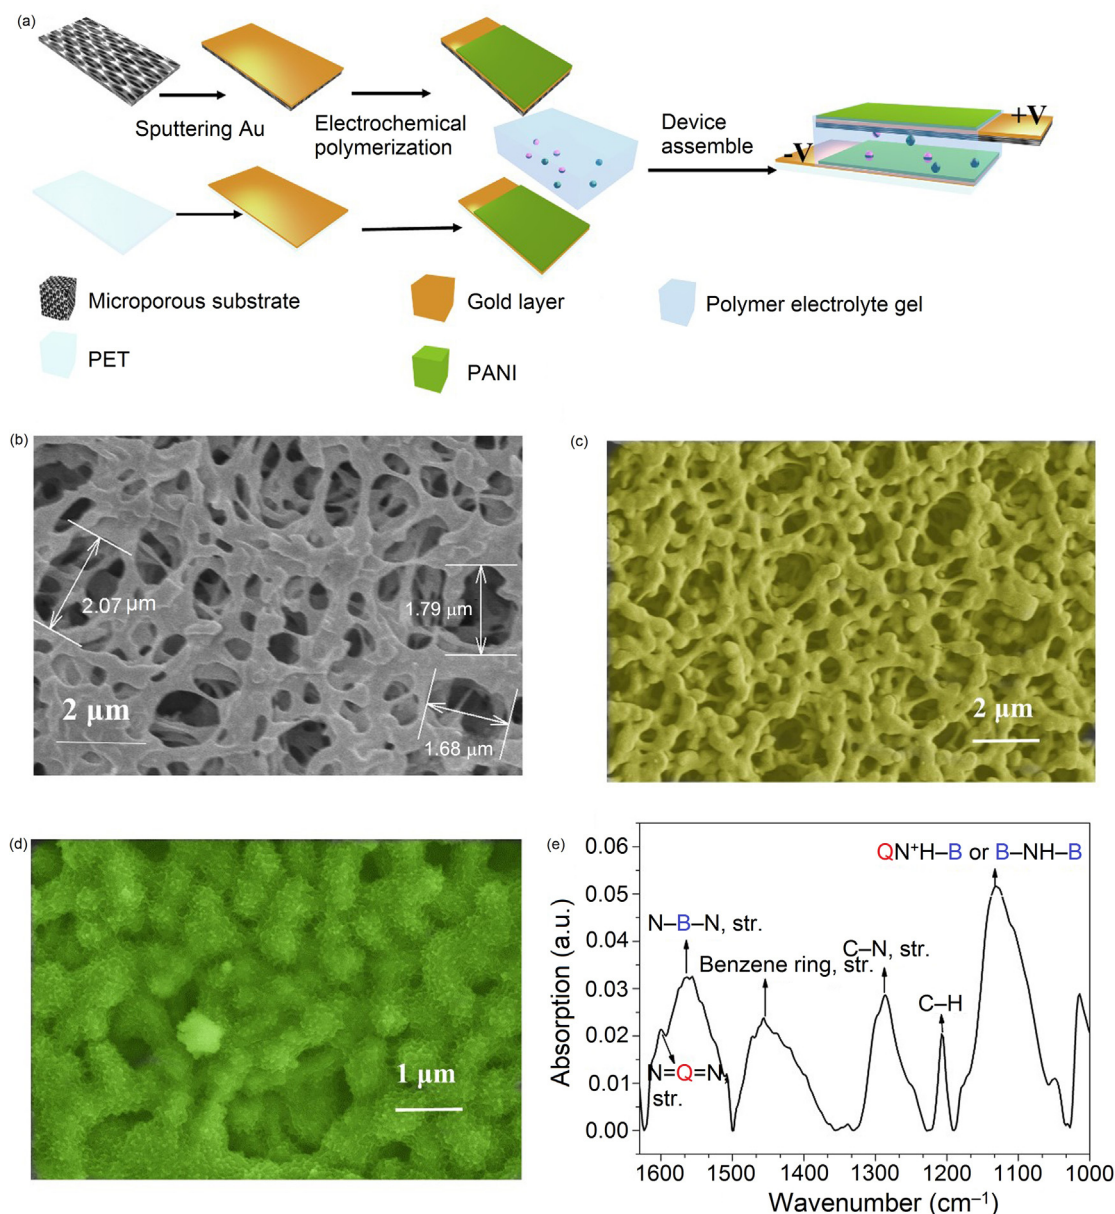 (a)
Sputtering Au
Electrochemical
polymerization
Device
assemble
+V
-V
Microporous substrate
Gold layer
Polymer electrolyte gel
PET
PANI
(b)
2.07 µm
1.79 µm
2 µm
1.68 µm
(c)
2 µm
(d)
1 µm
(e)
QN⁺H–B or B–NH–B
N–B–N, str.
Benzene ring, str.
C–N, str.
C–H
N=Q=N
str.
Absorption (a.u.)
0.06
0.05
0.04
0.03
0.02
0.01
0.00
1600 1500 1400 1300 1200 1100 1000
Wavenumber (cm⁻¹)